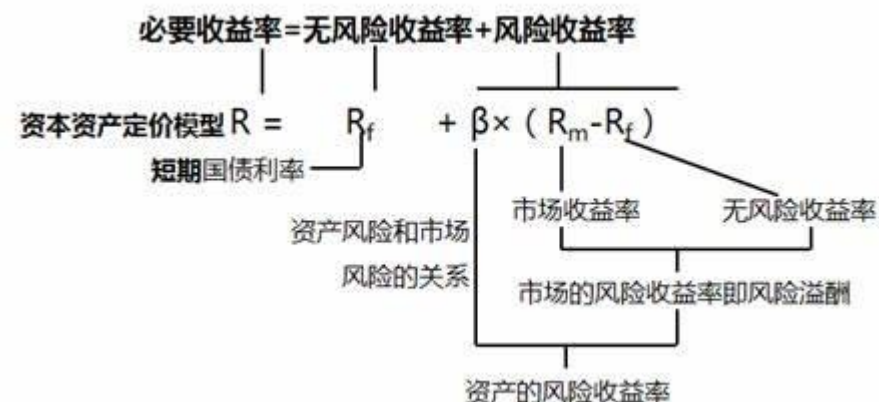 必要收益率=无风险收益率+风险收益率
资本资产定价模型 R = Rf + β×（Rm-Rf）
短期国债利率
市场收益率 无风险收益率
资产风险和市场
风险的关系
市场的风险收益率即风险溢酬
资产的风险收益率